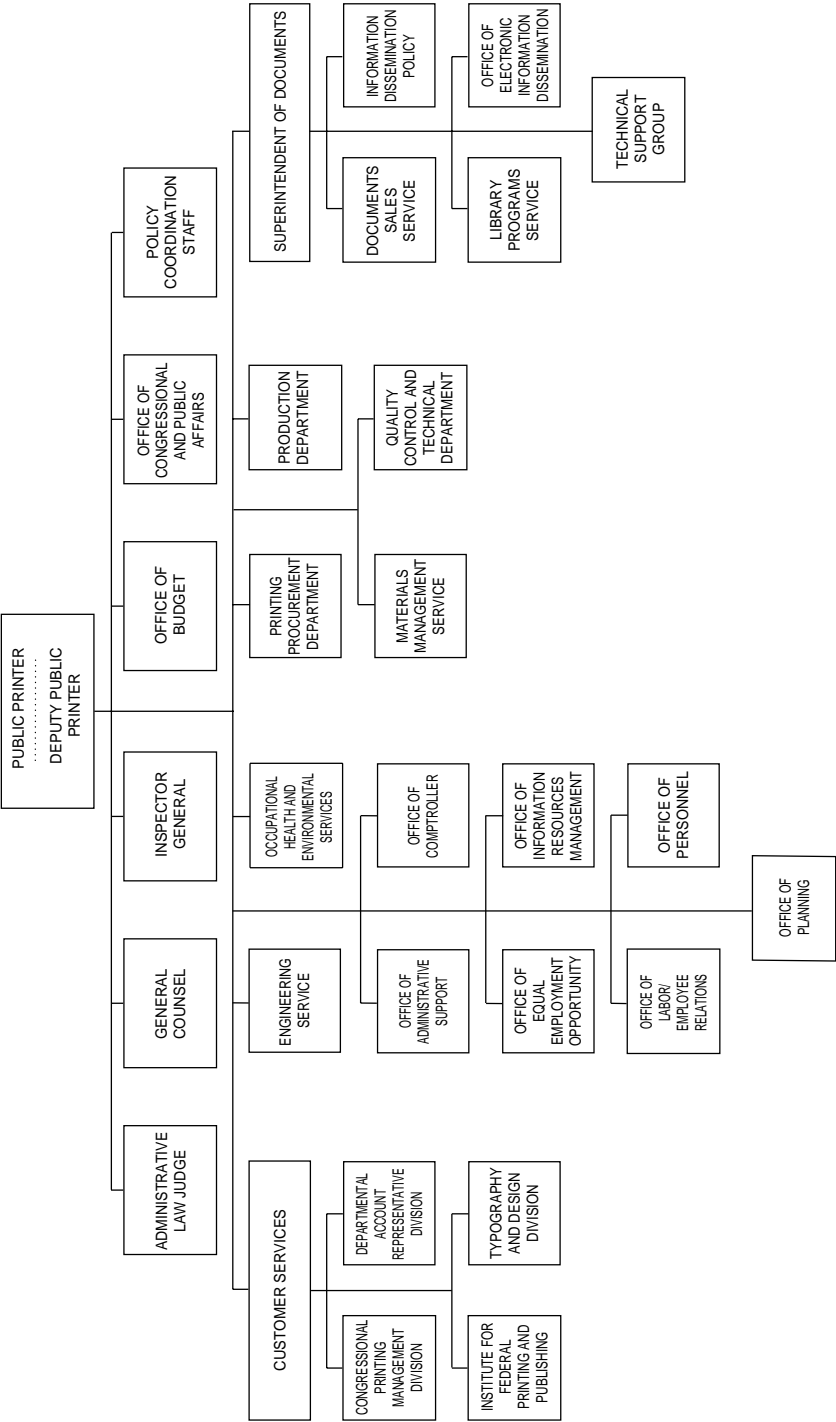 PUBLIC PRINTER
. . . . . . . . . . . . . . . . .
DEPUTY PUBLIC
PRINTER
ADMINISTRATIVE
LAW JUDGE
GENERAL
COUNSEL
INSPECTOR
GENERAL
OFFICE OF
BUDGET
OFFICE OF
CONGRESSIONAL
AND PUBLIC
AFFAIRS
POLICY
COORDINATION
STAFF
CUSTOMER SERVICES
CONGRESSIONAL
PRINTING
MANAGEMENT
DIVISION
DEPARTMENTAL
ACCOUNT
REPRESENTATIVE
DIVISION
INSTITUTE FOR
FEDERAL
PRINTING AND
PUBLISHING
TYPOGRAPHY
AND DESIGN
DIVISION
ENGINEERING
SERVICE
OCCUPATIONAL
HEALTH AND
ENVIRONMENTAL
SERVICES
OFFICE OF
ADMINISTRATIVE
SUPPORT
OFFICE OF
COMPTROLLER
OFFICE OF
EQUAL
EMPLOYMENT
OPPORTUNITY
OFFICE OF
INFORMATION
RESOURCES
MANAGEMENT
OFFICE OF
LABOR/
EMPLOYEE
RELATIONS
OFFICE OF
PERSONNEL
OFFICE OF
PLANNING
PRINTING
PROCUREMENT
DEPARTMENT
PRODUCTION
DEPARTMENT
MATERIALS
MANAGEMENT
SERVICE
QUALITY
CONTROL AND
TECHNICAL
DEPARTMENT
SUPERINTENDENT OF DOCUMENTS
DOCUMENTS
SALES
SERVICE
INFORMATION
DISSEMINATION
POLICY
LIBRARY
PROGRAMS
SERVICE
OFFICE OF
ELECTRONIC
INFORMATION
DISSEMINATION
TECHNICAL
SUPPORT
GROUP